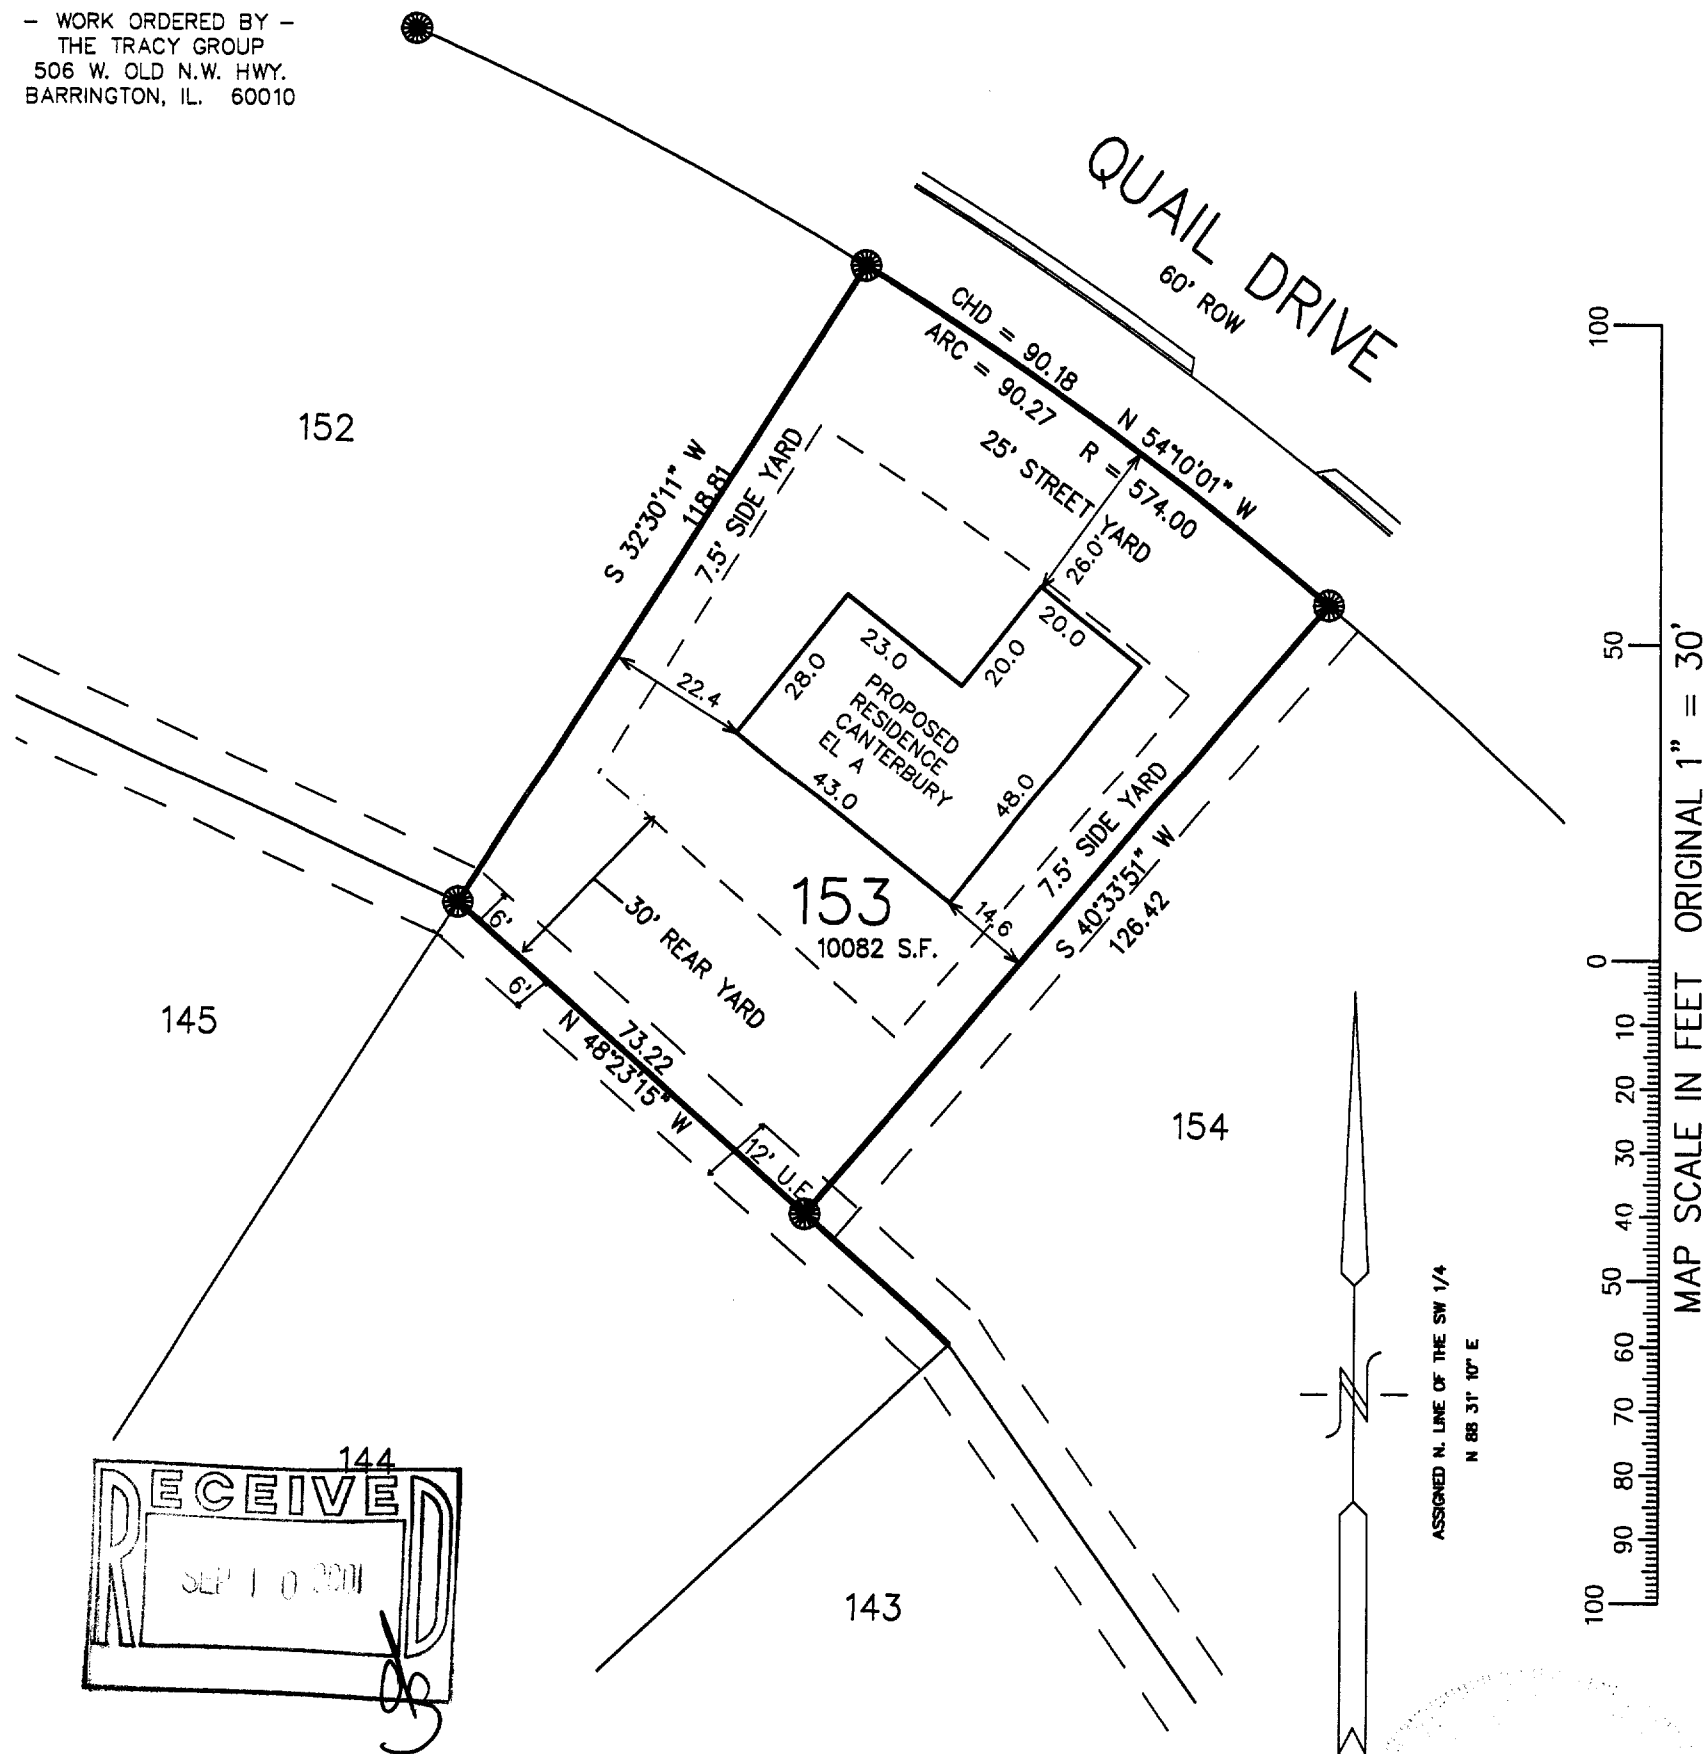 - WORK ORDERED BY -
THE TRACY GROUP
506 W. OLD N.W. HWY.
BARRINGTON, IL. 60010
QUAIL DRIVE
60' ROW
CHD = 90.18
N 54°10'01" W
ARC = 90.27
R = 574.00
25' STREET YARD
26.0'
152
S 32°30'11" W
118.81
7.5' SIDE YARD
22.4
28.0
23.0
20.0
20.0
PROPOSED
RESIDENCE
CANTERBURY
EL A
43.0
48.0
14.6
7.5' SIDE YARD
S 40°33'51" W
126.42
153
10082 S.F.
30' REAR YARD
6'
6'
73.22
N 48°23'15" W
12' U.E.
145
154
144
143
RECEIVED
SEP 10 2001
ASSIGNED N. LINE OF THE SW 1/4
N 88 31' 10" E
100
50
0
10
20
30
40
50
60
70
80
90
100
MAP SCALE IN FEET ORIGINAL 1" = 30'